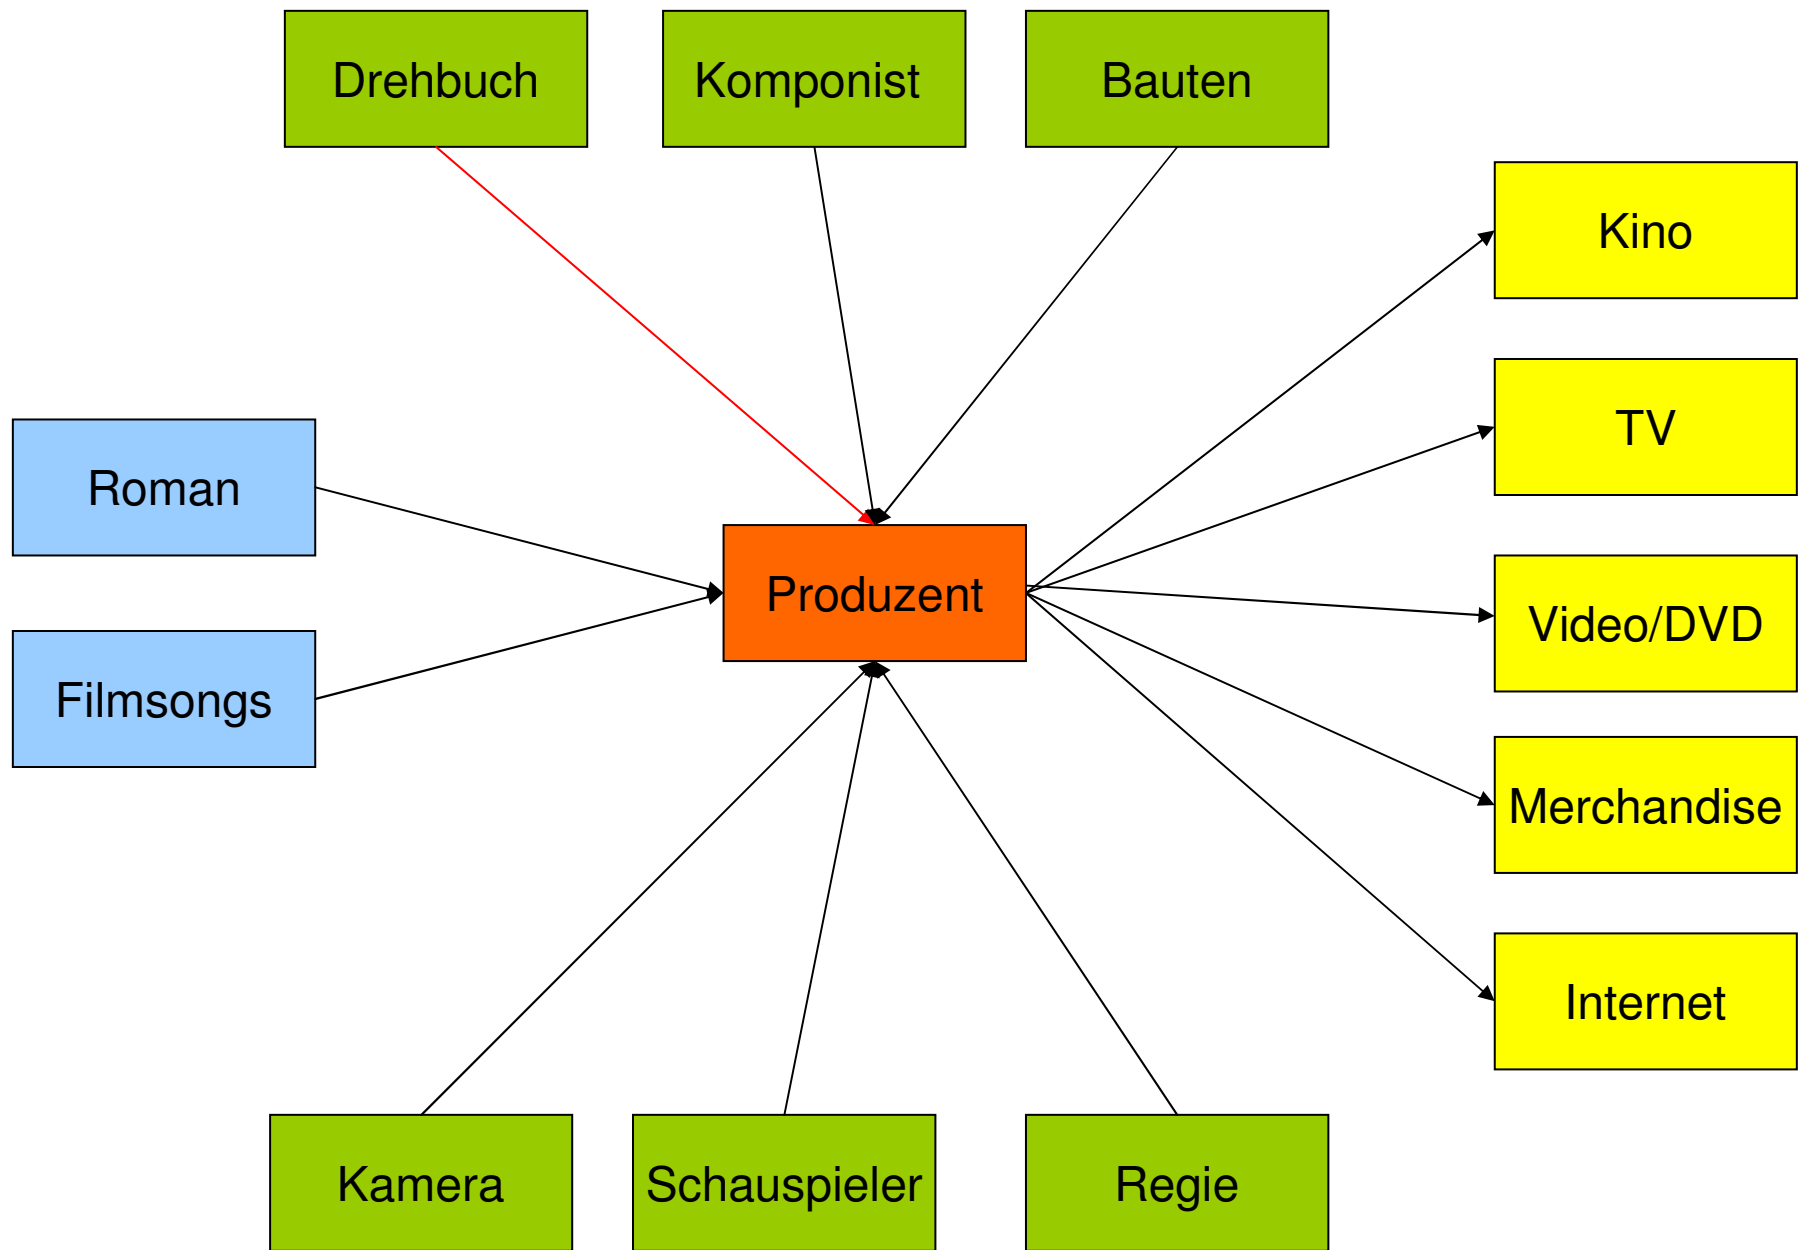 Drehbuch
Komponist
Bauten
Kino
TV
Roman
Produzent
Video/DVD
Filmsongs
Merchandise
Internet
Kamera
Schauspieler
Regie